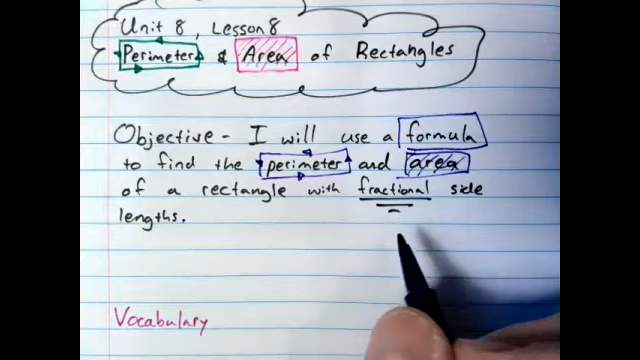 Unit 8, Lesson 8
Perimeter & Area of Rectangles
Objective - I will use a formula
to find the perimeter and area
of a rectangle with fractional side
lengths.
Vocabulary